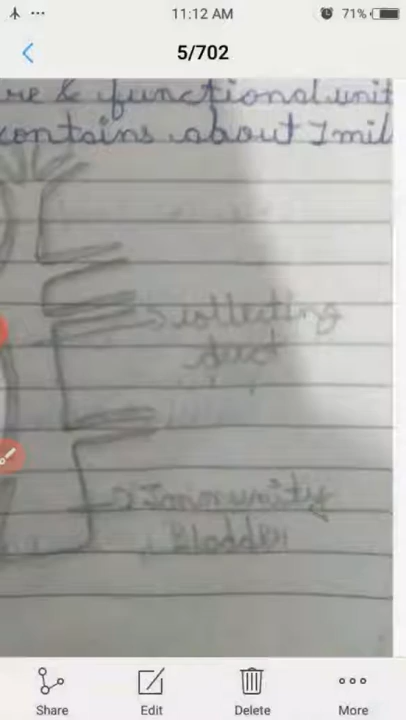 11:12 AM
71%
5/702
re & functional unit
contains about 1 mil
collecting
duct
Immunity
Bladder
Share
Edit
Delete
More